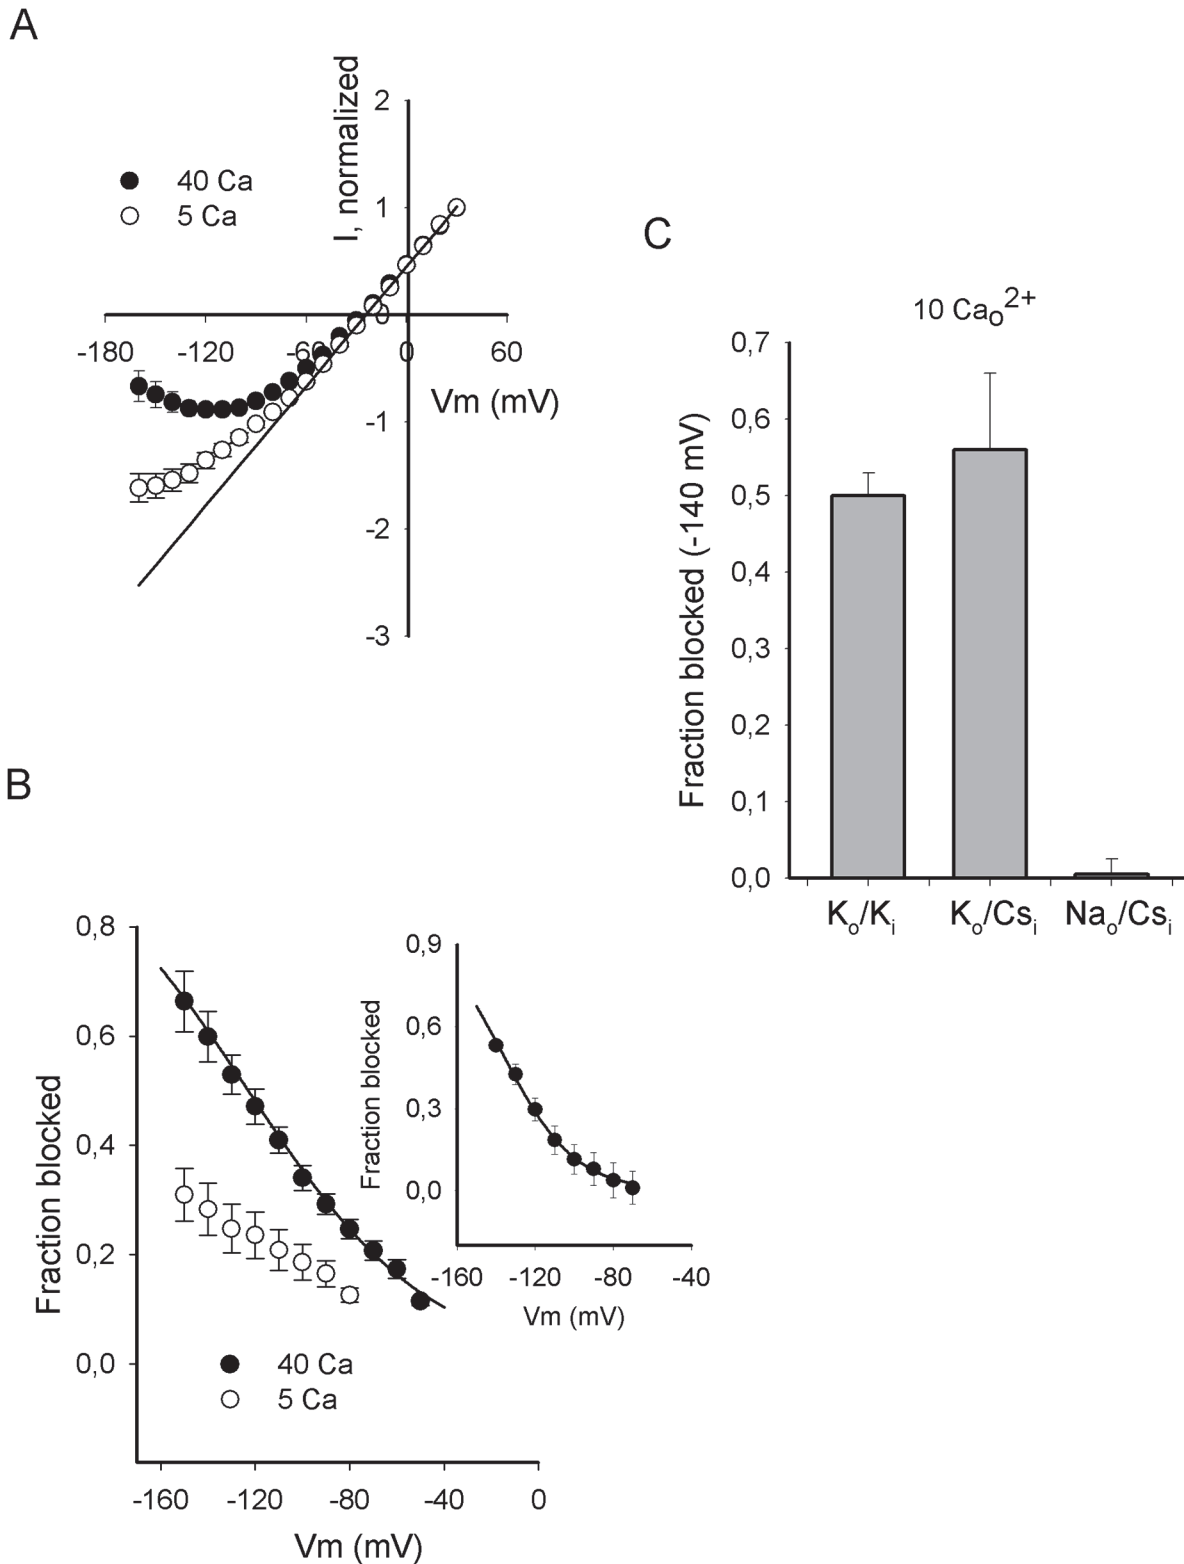 A
I, normalized
2
1
0
-1
-2
-3
40 Ca
5 Ca
-180
-120
-60
0
60
Vm (mV)
C
10 Cao2+
Fraction blocked (-140 mV)
0,7
0,6
0,5
0,4
0,3
0,2
0,1
0,0
Ko/Ki
Ko/Csi
Nao/Csi
B
Fraction blocked
0,8
0,6
0,4
0,2
0,0
40 Ca
5 Ca
-160
-120
-80
-40
0
Vm (mV)
Fraction blocked
0,9
0,6
0,3
0,0
-160
-120
-80
-40
Vm (mV)